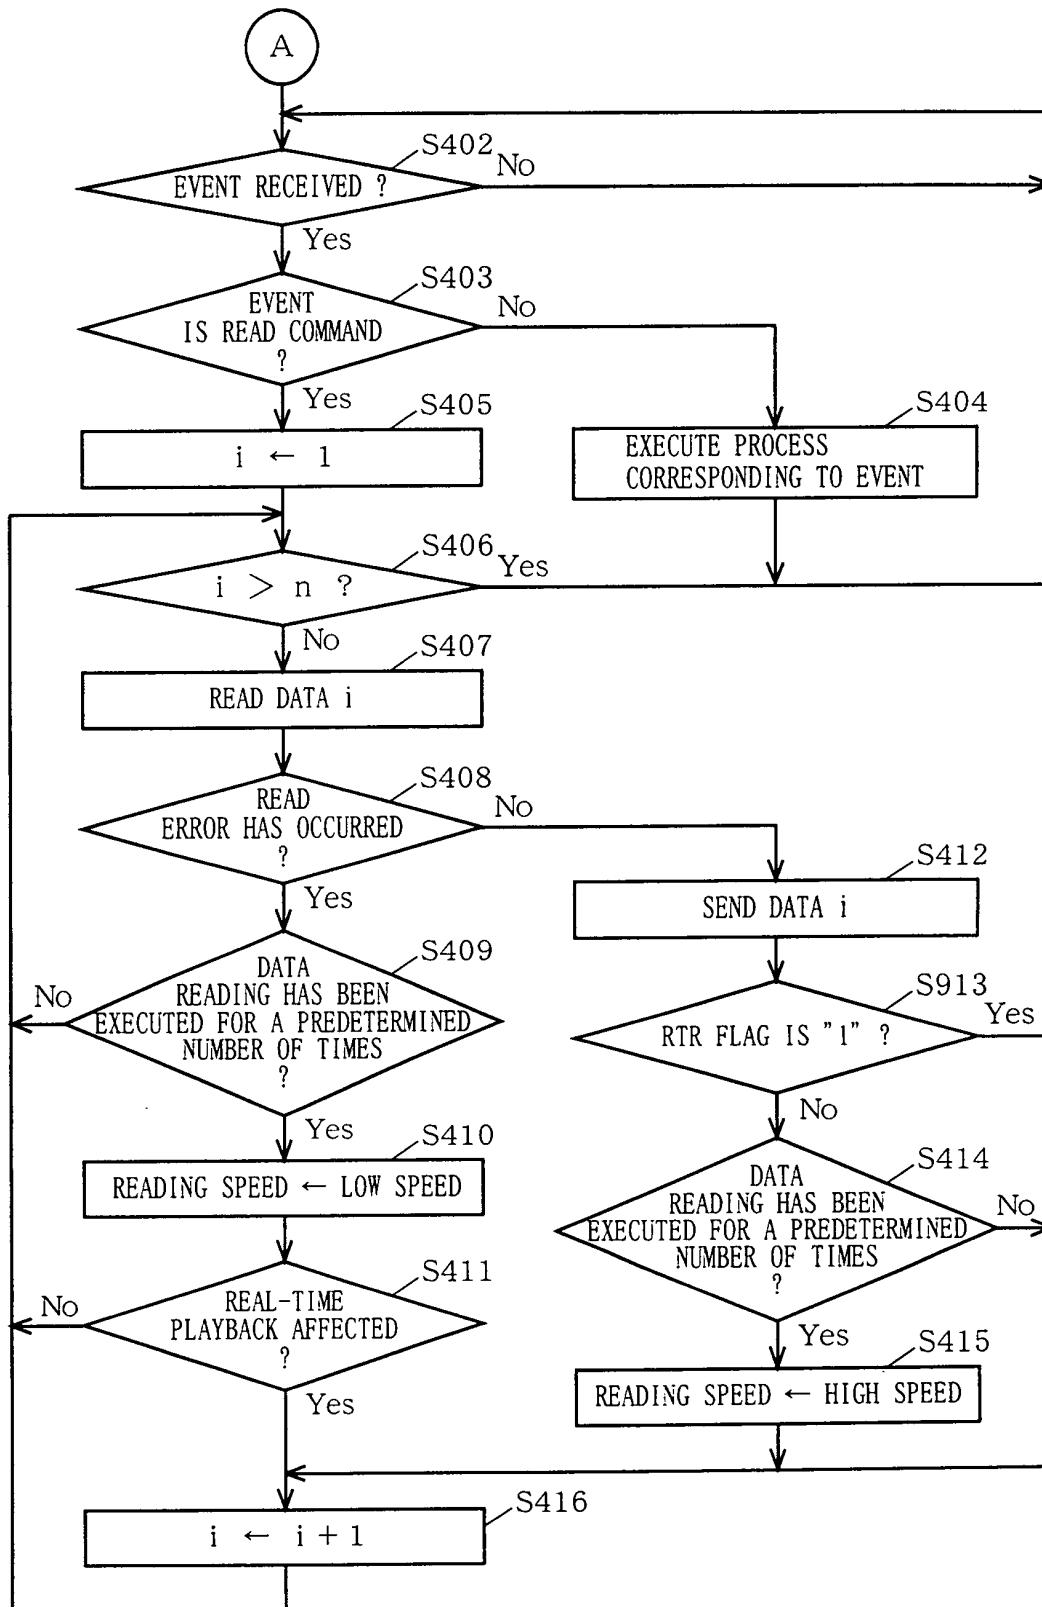 A
S402
EVENT RECEIVED ?
No
Yes
S403
EVENT
IS READ COMMAND
?
No
Yes
S405
i ← 1
S404
EXECUTE PROCESS
CORRESPONDING TO EVENT
S406
i > n ?
Yes
No
S407
READ DATA i
S408
READ
ERROR HAS OCCURRED
?
No
Yes
S412
SEND DATA i
S409
DATA
READING HAS BEEN
EXECUTED FOR A PREDETERMINED
NUMBER OF TIMES
?
No
Yes
S913
RTR FLAG IS "1" ?
Yes
No
S410
READING SPEED ← LOW SPEED
S414
DATA
READING HAS BEEN
EXECUTED FOR A PREDETERMINED
NUMBER OF TIMES
?
No
Yes
S411
REAL-TIME
PLAYBACK AFFECTED
?
No
Yes
S415
READING SPEED ← HIGH SPEED
S416
i ← i + 1